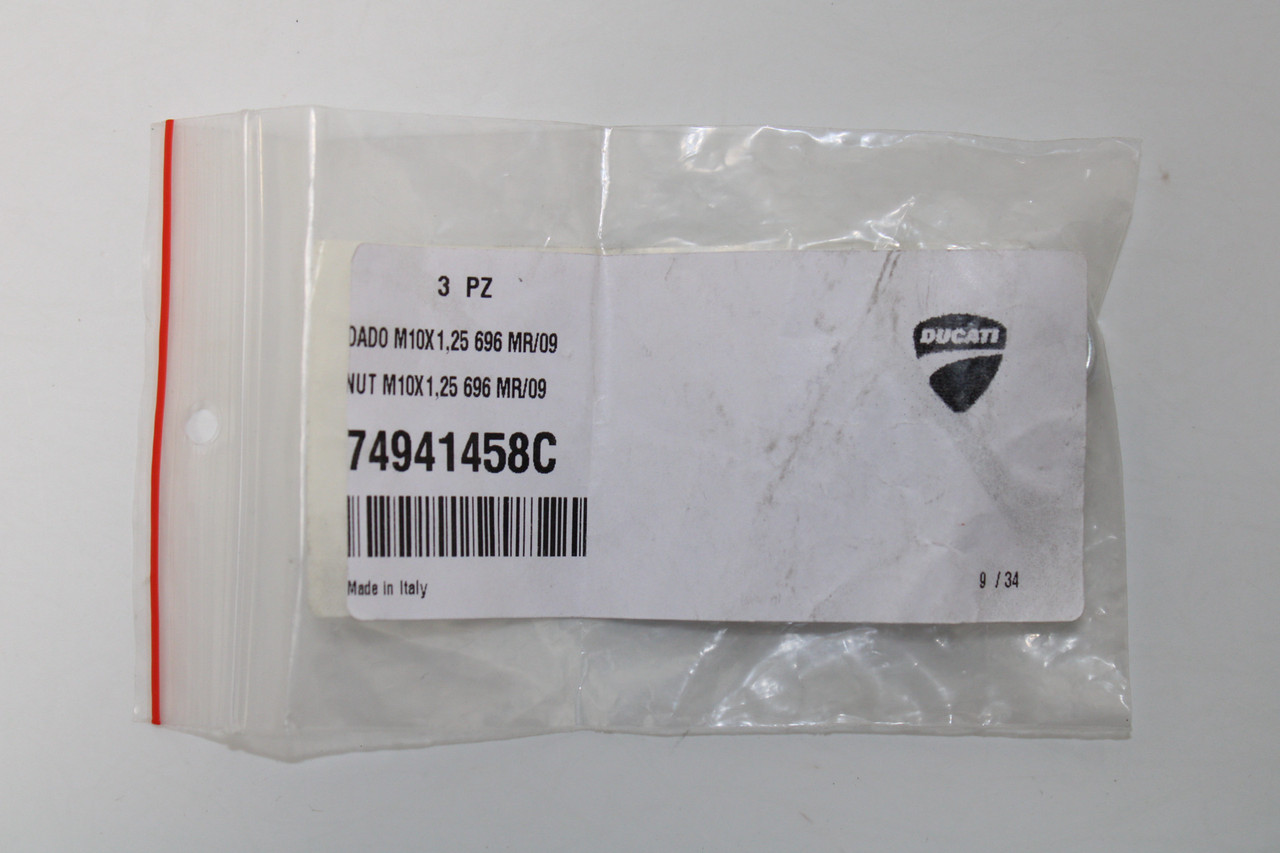 3 PZ
DADO M10X1,25 696 MR/09
NUT M10X1,25 696 MR/09
74941458C
Made in Italy
DUCATI
9 / 34